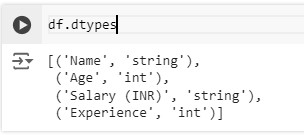 df.dtypes
[('Name', 'string'),
('Age', 'int'),
('Salary (INR)', 'string'),
('Experience', 'int')]